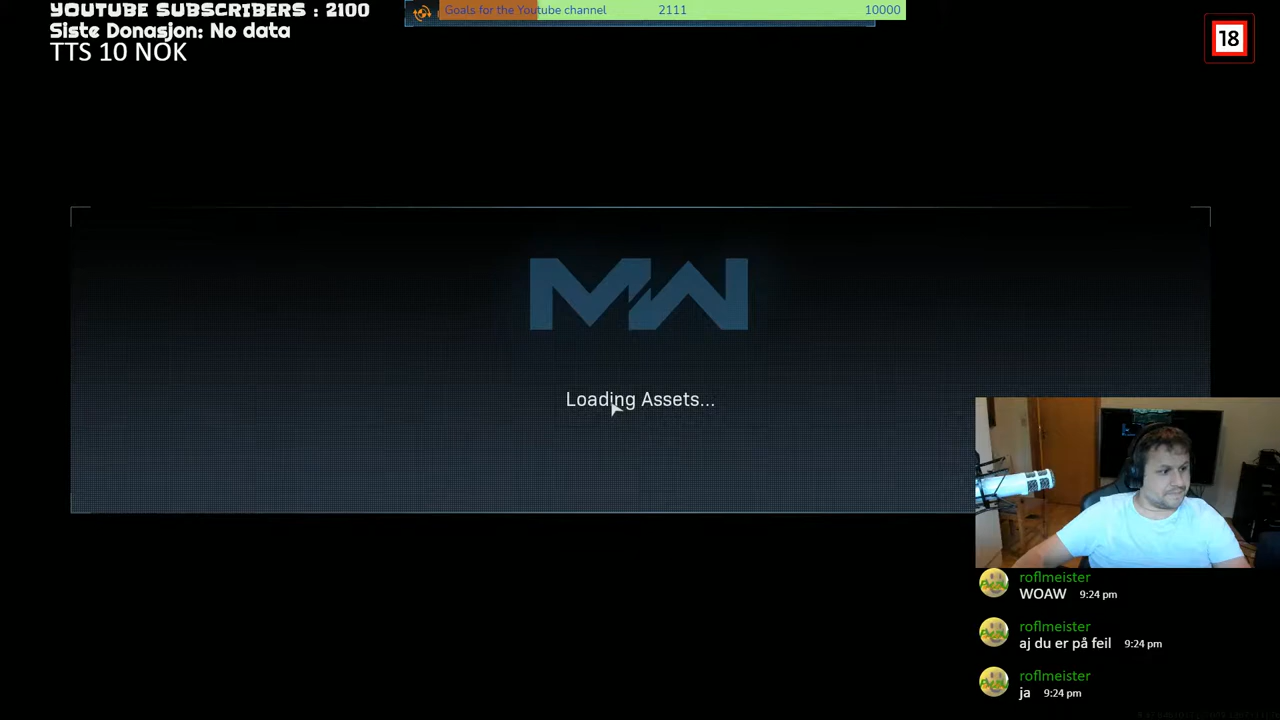 YOUTUBE SUBSCRIBERS : 2100
Siste Donasjon: No data
TTS 10 NOK
Goals for the Youtube channel 2111 10000
18
MW
Loading Assets...
roflmeister
WOAW 9:24 pm
roflmeister
aj du er på feil 9:24 pm
roflmeister
ja 9:24 pm